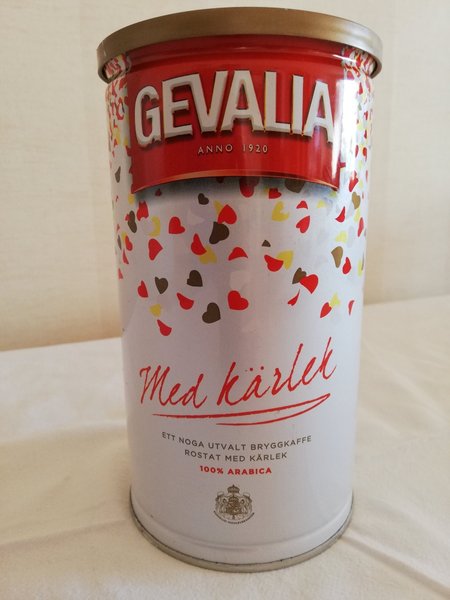 GEVALIA
ANNO 1920
Med kärlek
ETT NOGA UTVALT BRYGGKAFFE
ROSTAT MED KÄRLEK
100% ARABICA